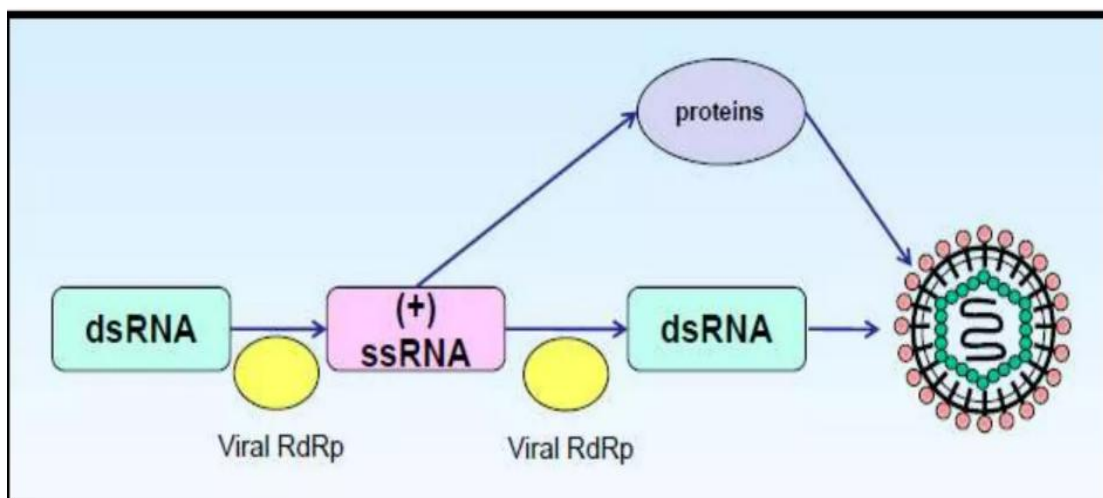 proteins
dsRNA
(+)
ssRNA
dsRNA
Viral RdRp
Viral RdRp